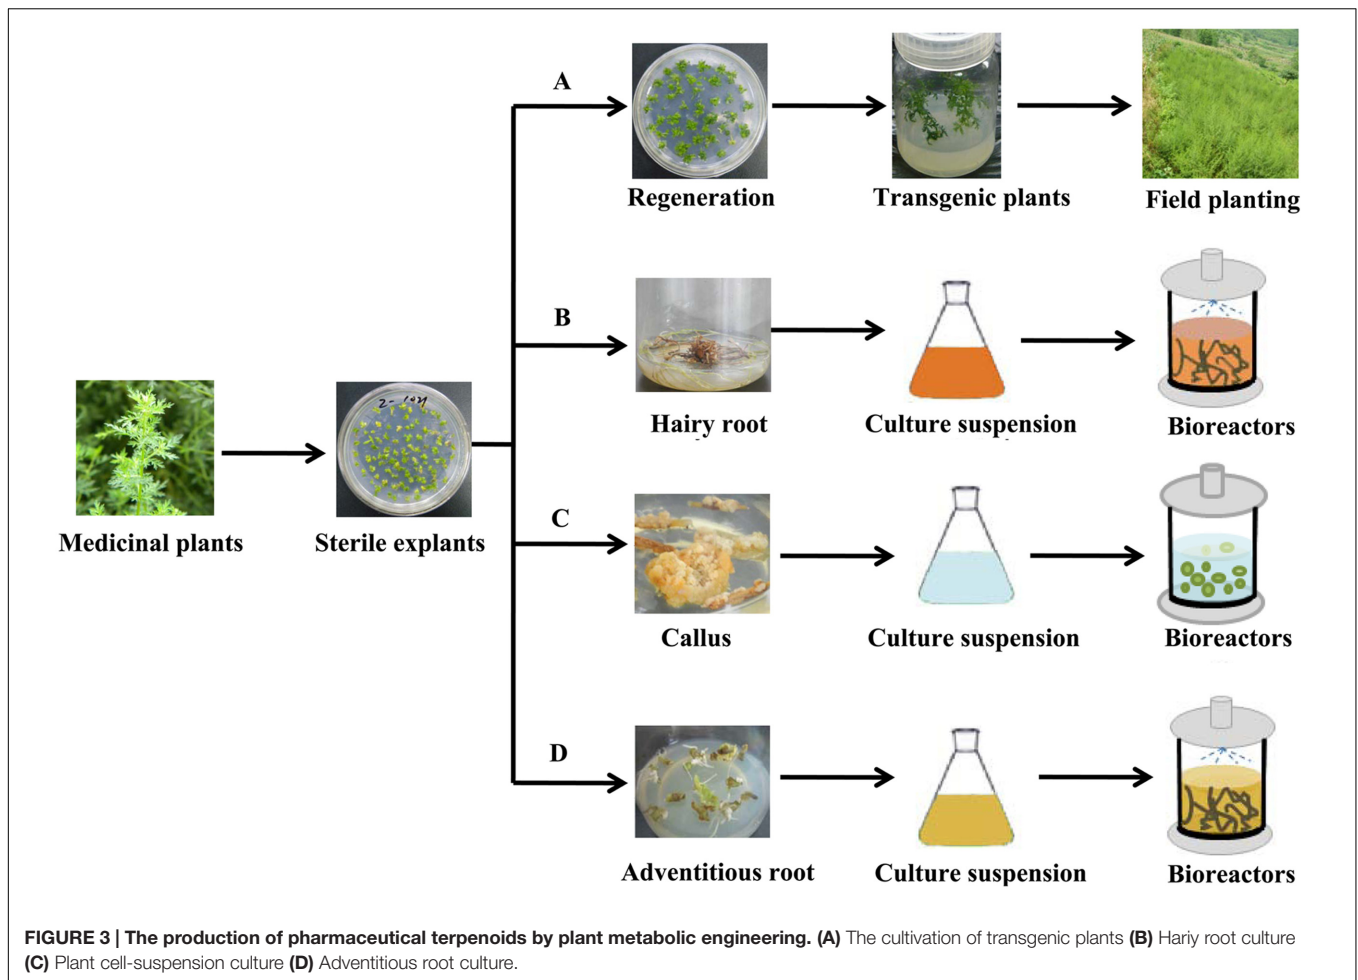 A
Regeneration
Transgenic plants
Field planting
B
Hairy root
Culture suspension
Bioreactors
Medicinal plants
Sterile explants
C
Callus
Culture suspension
Bioreactors
D
Adventitious root
Culture suspension
Bioreactors
FIGURE 3 | The production of pharmaceutical terpenoids by plant metabolic engineering. (A) The cultivation of transgenic plants (B) Hariy root culture
(C) Plant cell-suspension culture (D) Adventitious root culture.